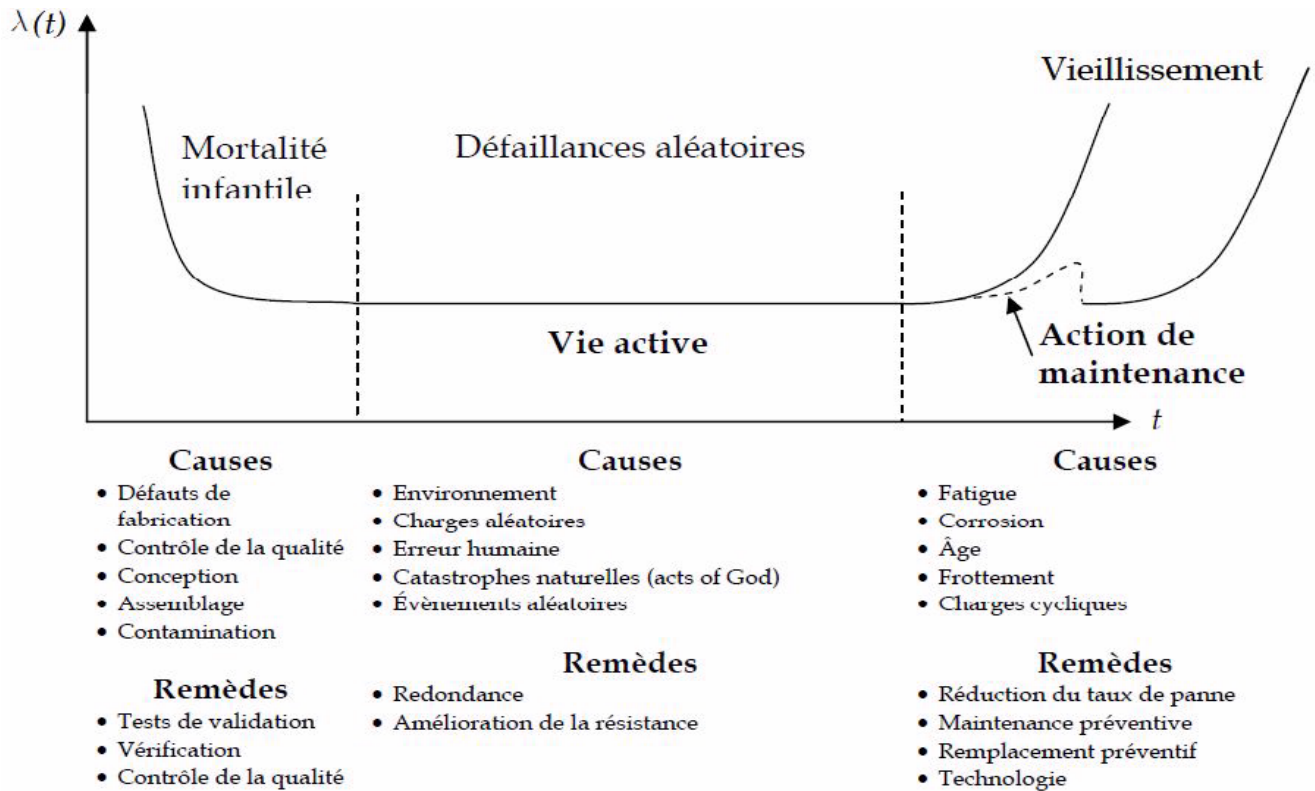 λ(t)
Vieillissement
Mortalité
infantile
Défaillances aléatoires
Vie active
Action de
maintenance
t
Causes
• Défauts de
fabrication
• Contrôle de la qualité
• Conception
• Assemblage
• Contamination
Remèdes
• Tests de validation
• Vérification
• Contrôle de la qualité
Causes
• Environnement
• Charges aléatoires
• Erreur humaine
• Catastrophes naturelles (acts of God)
• Évènements aléatoires
Remèdes
• Redondance
• Amélioration de la résistance
Causes
• Fatigue
• Corrosion
• Âge
• Frottement
• Charges cycliques
Remèdes
• Réduction du taux de panne
• Maintenance préventive
• Remplacement préventif
• Technologie